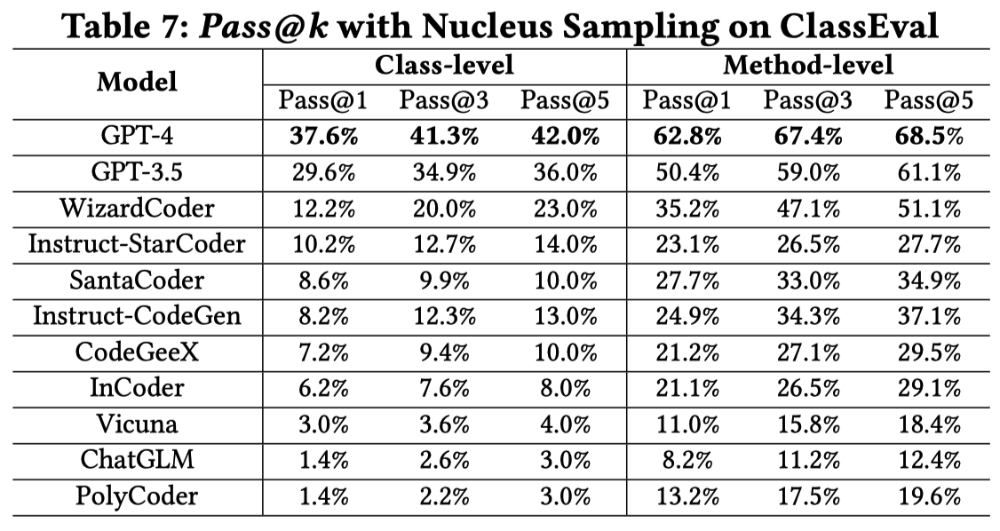 Table 7: Pass@k with Nucleus Sampling on ClassEval
Model Class-level Method-level
Pass@1 Pass@3 Pass@5 Pass@1 Pass@3 Pass@5
GPT-4 37.6% 41.3% 42.0% 62.8% 67.4% 68.5%
GPT-3.5 29.6% 34.9% 36.0% 50.4% 59.0% 61.1%
WizardCoder 12.2% 20.0% 23.0% 35.2% 47.1% 51.1%
Instruct-StarCoder 10.2% 12.7% 14.0% 23.1% 26.5% 27.7%
SantaCoder 8.6% 9.9% 10.0% 27.7% 33.0% 34.9%
Instruct-CodeGen 8.2% 12.3% 13.0% 24.9% 34.3% 37.1%
CodeGeeX 7.2% 9.4% 10.0% 21.2% 27.1% 29.5%
InCoder 6.2% 7.6% 8.0% 21.1% 26.5% 29.1%
Vicuna 3.0% 3.6% 4.0% 11.0% 15.8% 18.4%
ChatGLM 1.4% 2.6% 3.0% 8.2% 11.2% 12.4%
PolyCoder 1.4% 2.2% 3.0% 13.2% 17.5% 19.6%